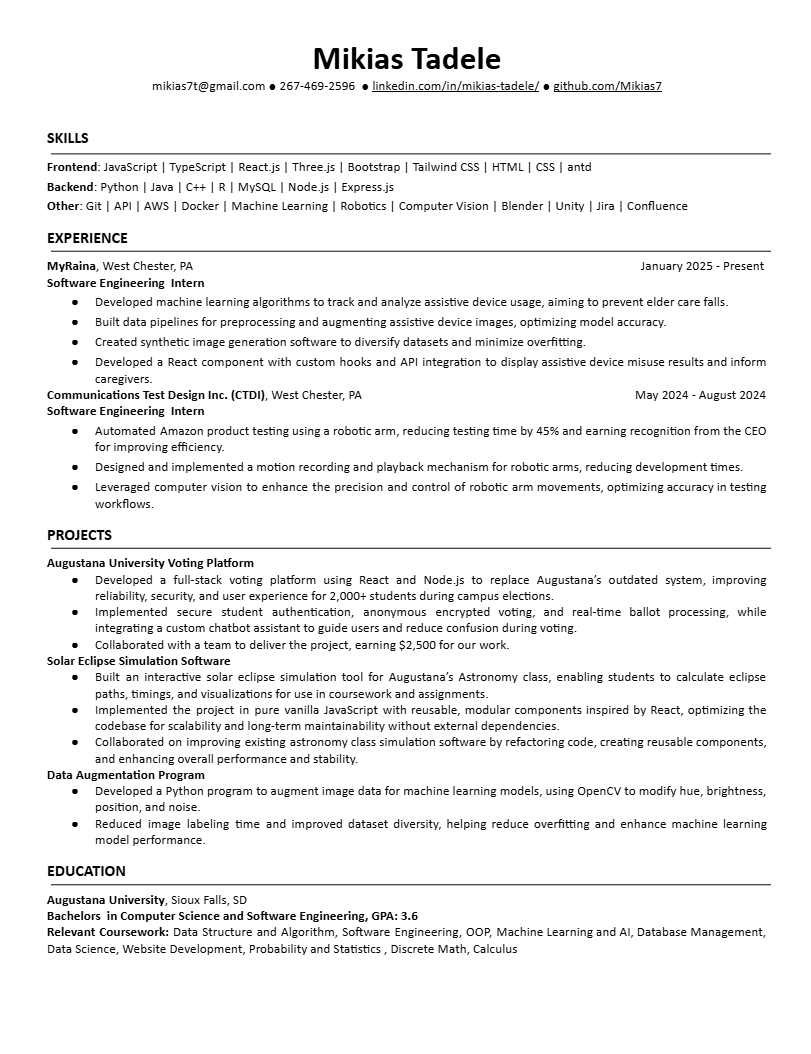 Mikias Tadele
mikias7t@gmail.com ● 267-469-2596 ● linkedin.com/in/mikias-tadele/ ● github.com/Mikias7
SKILLS
Frontend: JavaScript | TypeScript | React.js | Three.js | Bootstrap | Tailwind CSS | HTML | CSS | antd
Backend: Python | Java | C++ | R | MySQL | Node.js | Express.js
Other: Git | API | AWS | Docker | Machine Learning | Robotics | Computer Vision | Blender | Unity | Jira | Confluence
EXPERIENCE
MyRaina, West Chester, PA January 2025 - Present
Software Engineering Intern
● Developed machine learning algorithms to track and analyze assistive device usage, aiming to prevent elder care falls.
● Built data pipelines for preprocessing and augmenting assistive device images, optimizing model accuracy.
● Created synthetic image generation software to diversify datasets and minimize overfitting.
● Developed a React component with custom hooks and API integration to display assistive device misuse results and inform
caregivers.
Communications Test Design Inc. (CTDI), West Chester, PA May 2024 - August 2024
Software Engineering Intern
● Automated Amazon product testing using a robotic arm, reducing testing time by 45% and earning recognition from the CEO
for improving efficiency.
● Designed and implemented a motion recording and playback mechanism for robotic arms, reducing development times.
● Leveraged computer vision to enhance the precision and control of robotic arm movements, optimizing accuracy in testing
workflows.
PROJECTS
Augustana University Voting Platform
● Developed a full-stack voting platform using React and Node.js to replace Augustana's outdated system, improving
reliability, security, and user experience for 2,000+ students during campus elections.
● Implemented secure student authentication, anonymous encrypted voting, and real-time ballot processing, while
integrating a custom chatbot assistant to guide users and reduce confusion during voting.
● Collaborated with a team to deliver the project, earning $2,500 for our work.
Solar Eclipse Simulation Software
● Built an interactive solar eclipse simulation tool for Augustana's Astronomy class, enabling students to calculate eclipse
paths, timings, and visualizations for use in coursework and assignments.
● Implemented the project in pure vanilla JavaScript with reusable, modular components inspired by React, optimizing the
codebase for scalability and long-term maintainability without external dependencies.
● Collaborated on improving existing astronomy class simulation software by refactoring code, creating reusable components,
and enhancing overall performance and stability.
Data Augmentation Program
● Developed a Python program to augment image data for machine learning models, using OpenCV to modify hue, brightness,
position, and noise.
● Reduced image labeling time and improved dataset diversity, helping reduce overfitting and enhance machine learning
model performance.
EDUCATION
Augustana University, Sioux Falls, SD
Bachelors in Computer Science and Software Engineering, GPA: 3.6
Relevant Coursework: Data Structure and Algorithm, Software Engineering, OOP, Machine Learning and AI, Database Management,
Data Science, Website Development, Probability and Statistics , Discrete Math, Calculus